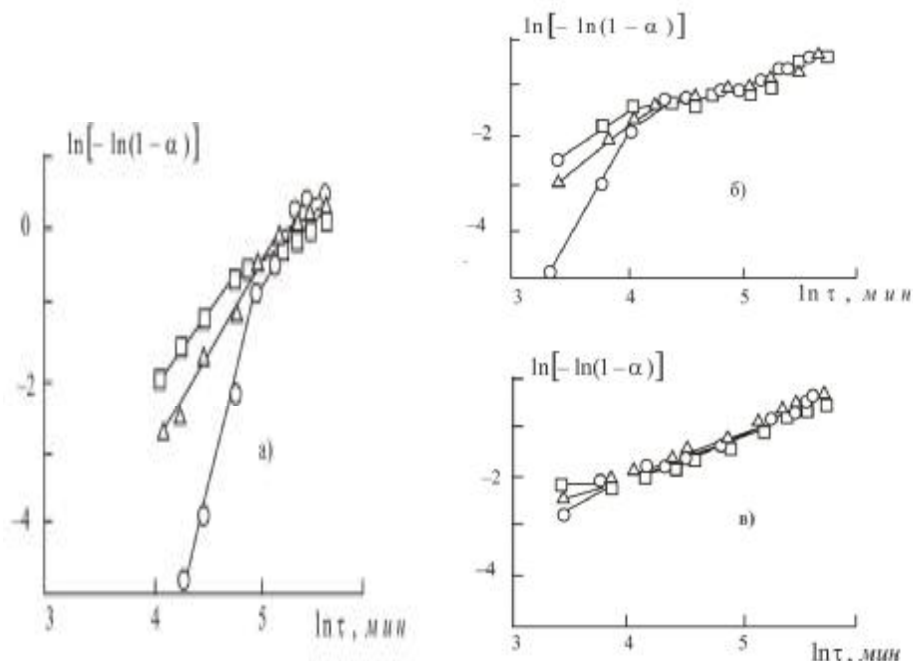 ln[− ln(1 − α)]
0
−2
−4
а)
3 4 5
ln τ , мин
ln[− ln(1 − α)]
−2
−4
б)
3 4 5
ln τ , мин
ln[− ln(1 − α)]
−2
−4
в)
3 4 5
ln τ , мин